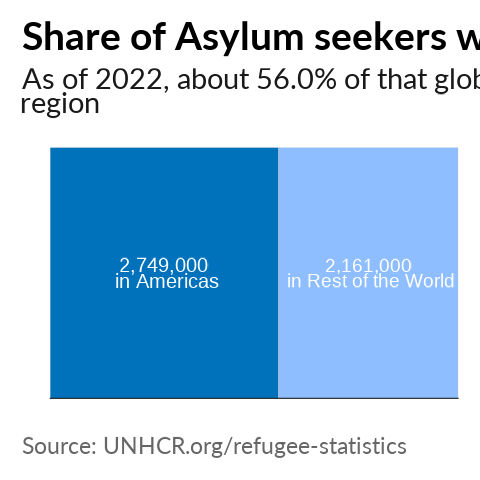 Share of Asylum seekers
As of 2022, about 56.0% of that
region
2,749,000
in Americas
2,161,000
in Rest of the World
Source: UNHCR.org/refugee-statistics